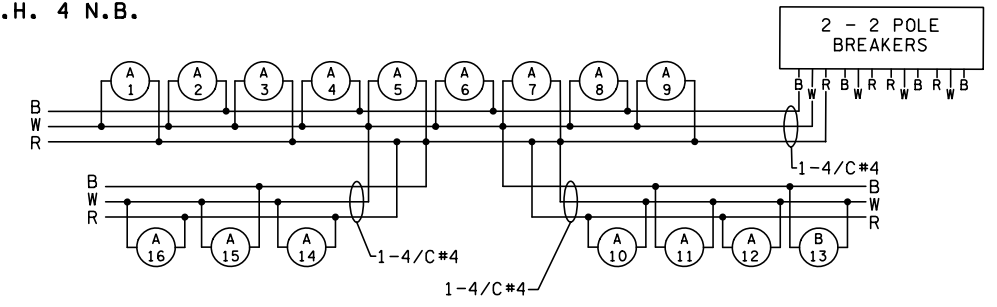 .H. 4 N.B.
2 - 2 POLE
BREAKERS
A 1
A 2
A 3
A 4
A 5
A 6
A 7
A 8
A 9
B W R B W R R W B R W B
B
W
R
1-4/C#4
B
W
R
B
W
R
A 16
A 15
A 14
1-4/C#4
A 10
A 11
A 12
B 13
1-4/C#4